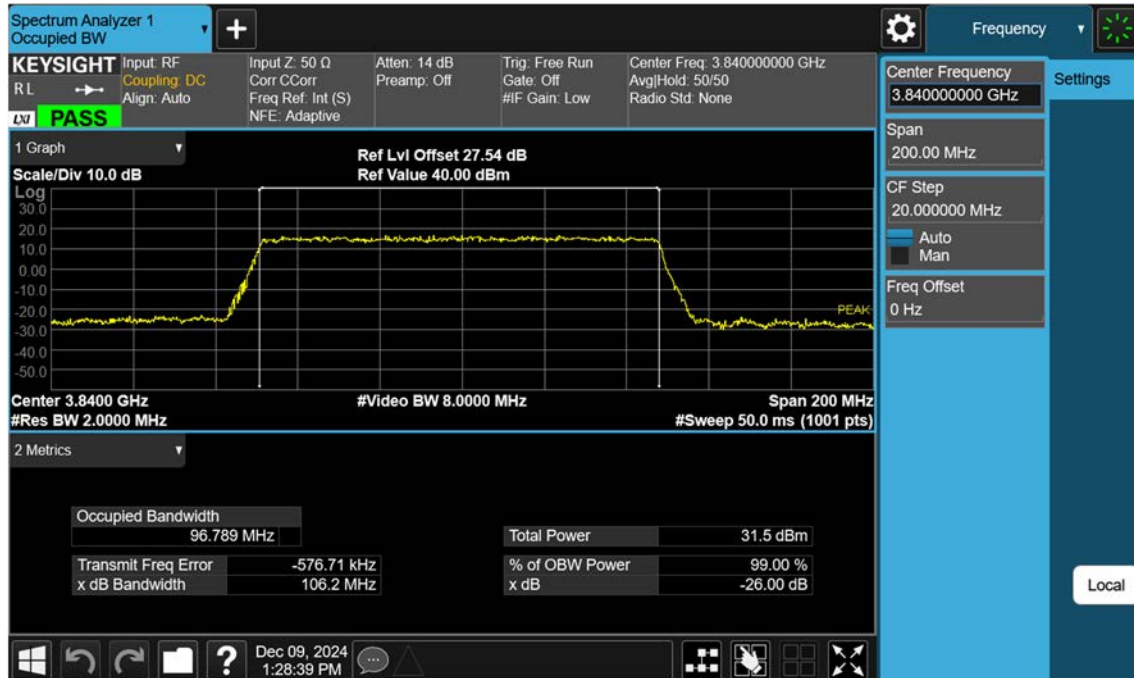 Spectrum Analyzer 1
Occupied BW
Frequency
KEYSIGHT
RL
LXI
PASS
Input: RF
Coupling: DC
Align: Auto
Input Z: 50 Ω
Corr CCorr
Freq Ref: Int (S)
NFE: Adaptive
Atten: 14 dB
Preamp: Off
Trig: Free Run
Gate: Off
#IF Gain: Low
Center Freq: 3.840000000 GHz
Avg|Hold: 50/50
Radio Std: None
Center Frequency
3.840000000 GHz
Settings
Span
200.00 MHz
CF Step
20.000000 MHz
Auto
Man
Freq Offset
0 Hz
Local
1 Graph
Scale/Div 10.0 dB
Ref Lvl Offset 27.54 dB
Ref Value 40.00 dBm
Log
30.0
20.0
10.0
0.00
-10.0
-20.0
-30.0
-40.0
-50.0
PEAK
Center 3.8400 GHz
#Video BW 8.0000 MHz
Span 200 MHz
#Res BW 2.0000 MHz
#Sweep 50.0 ms (1001 pts)
2 Metrics
Occupied Bandwidth
96.789 MHz
Total Power 31.5 dBm
Transmit Freq Error -576.71 kHz
% of OBW Power 99.00 %
x dB Bandwidth 106.2 MHz
x dB -26.00 dB
?
Dec 09, 2024
1:28:39 PM